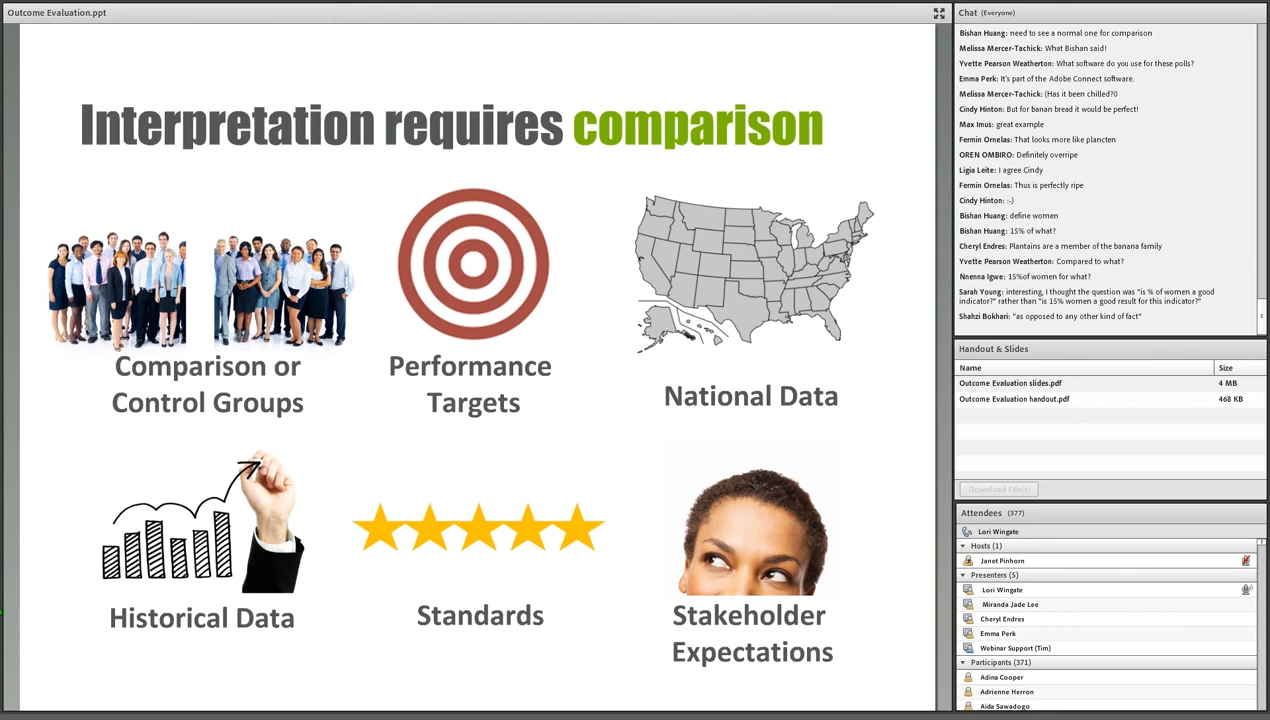 Outcome Evaluation.ppt
Interpretation requires comparison
Comparison or
Control Groups
Performance
Targets
National Data
Historical Data
Standards
Stakeholder
Expectations
Chat (Everyone)
Bishan Huang: need to see a normal one for comparison
Melissa Mercer-Tachick: What Bishan said!
Yvette Pearson Weatherton: What software do you use for these polls?
Emma Perk: It's part of the Adobe Connect software.
Melissa Mercer-Tachick: (Has it been chilled?0
Cindy Hinton: But for banan bread it would be perfect!
Max Imus: great example
Fermin Ornelas: That looks more like plancten
OREN OMBIRO: Definitely overripe
Ligia Leite: I agree Cindy
Fermin Ornelas: Thus is perfectly ripe
Cindy Hinton: :-)
Bishan Huang: define women
Bishan Huang: 15% of what?
Cheryl Endres: Plantains are a member of the banana family
Yvette Pearson Weatherton: Compared to what?
Nnenna Igwe: 15%of women for what?
Sarah Young: interesting, I thought the question was "is % of women a good
indicator?" rather than "is 15% women a good result for this indicator?"
Shahzi Bokhari: "as opposed to any other kind of fact"
Handout & Slides
Name Size
Outcome Evaluation slides.pdf 4 MB
Outcome Evaluation handout.pdf 468 KB
Download File(s)
Attendees (377)
Lori Wingate
Hosts (1)
Janet Pinhorn
Presenters (5)
Lori Wingate
Miranda Jade Lee
Cheryl Endres
Emma Perk
Webinar Support (Tim)
Participants (371)
Adina Cooper
Adrienne Herron
Aida Sawadogo